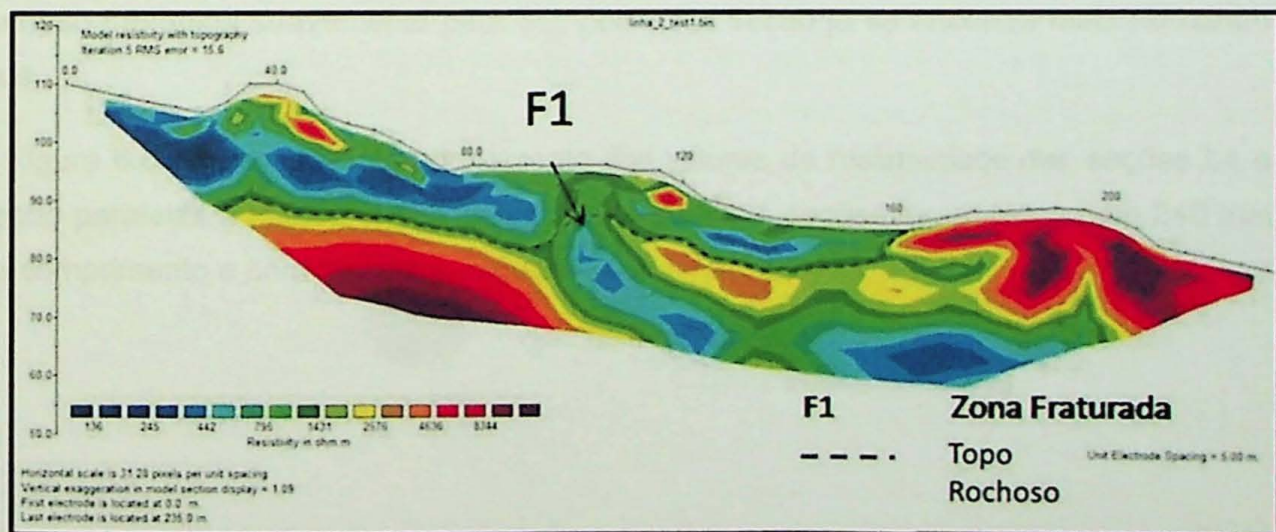 linha_2_test1.bin
120
Model resistivity with topography
Iteration 5 RMS error = 15.6
0.0
40.0
110
F1
100
80.0
120
90.0
160
200
80.0
70.0
60.0
50.0
136 245 442 795 1431 2576 4636 8344
Resistivity in ohm.m
F1 Zona Fraturada
Topo
Rochoso
Unit Electrode Spacing = 5.00 m.
Horizontal scale is 31.28 pixels per unit spacing
Vertical exaggeration in model section display = 1.09
First electrode is located at 0.0 m.
Last electrode is located at 235.0 m.